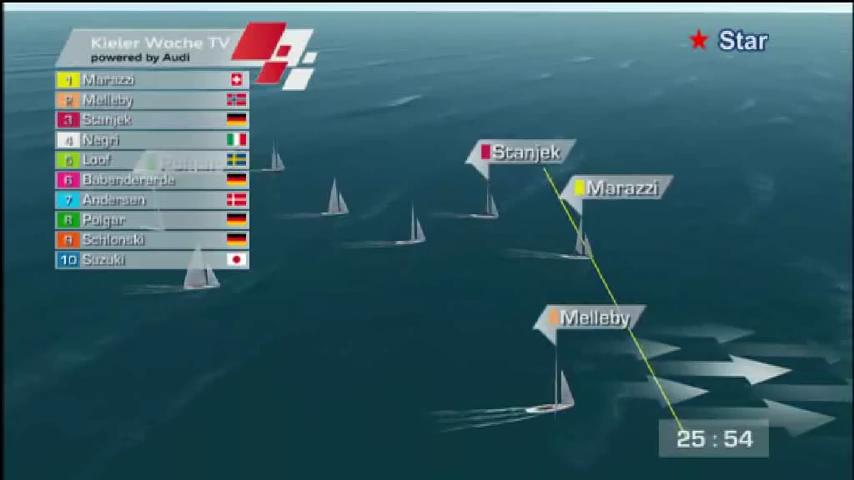 Kieler Woche TV
powered by Audi
Star
1 Marazzi
2 Melleby
3 Stanjek
4 Negri
5 Loof
6 Babendererde
7 Andersen
8 Polgar
9 Schlonski
10 Suzuki
Polgar
Stanjek
Marazzi
Melleby
25 : 54